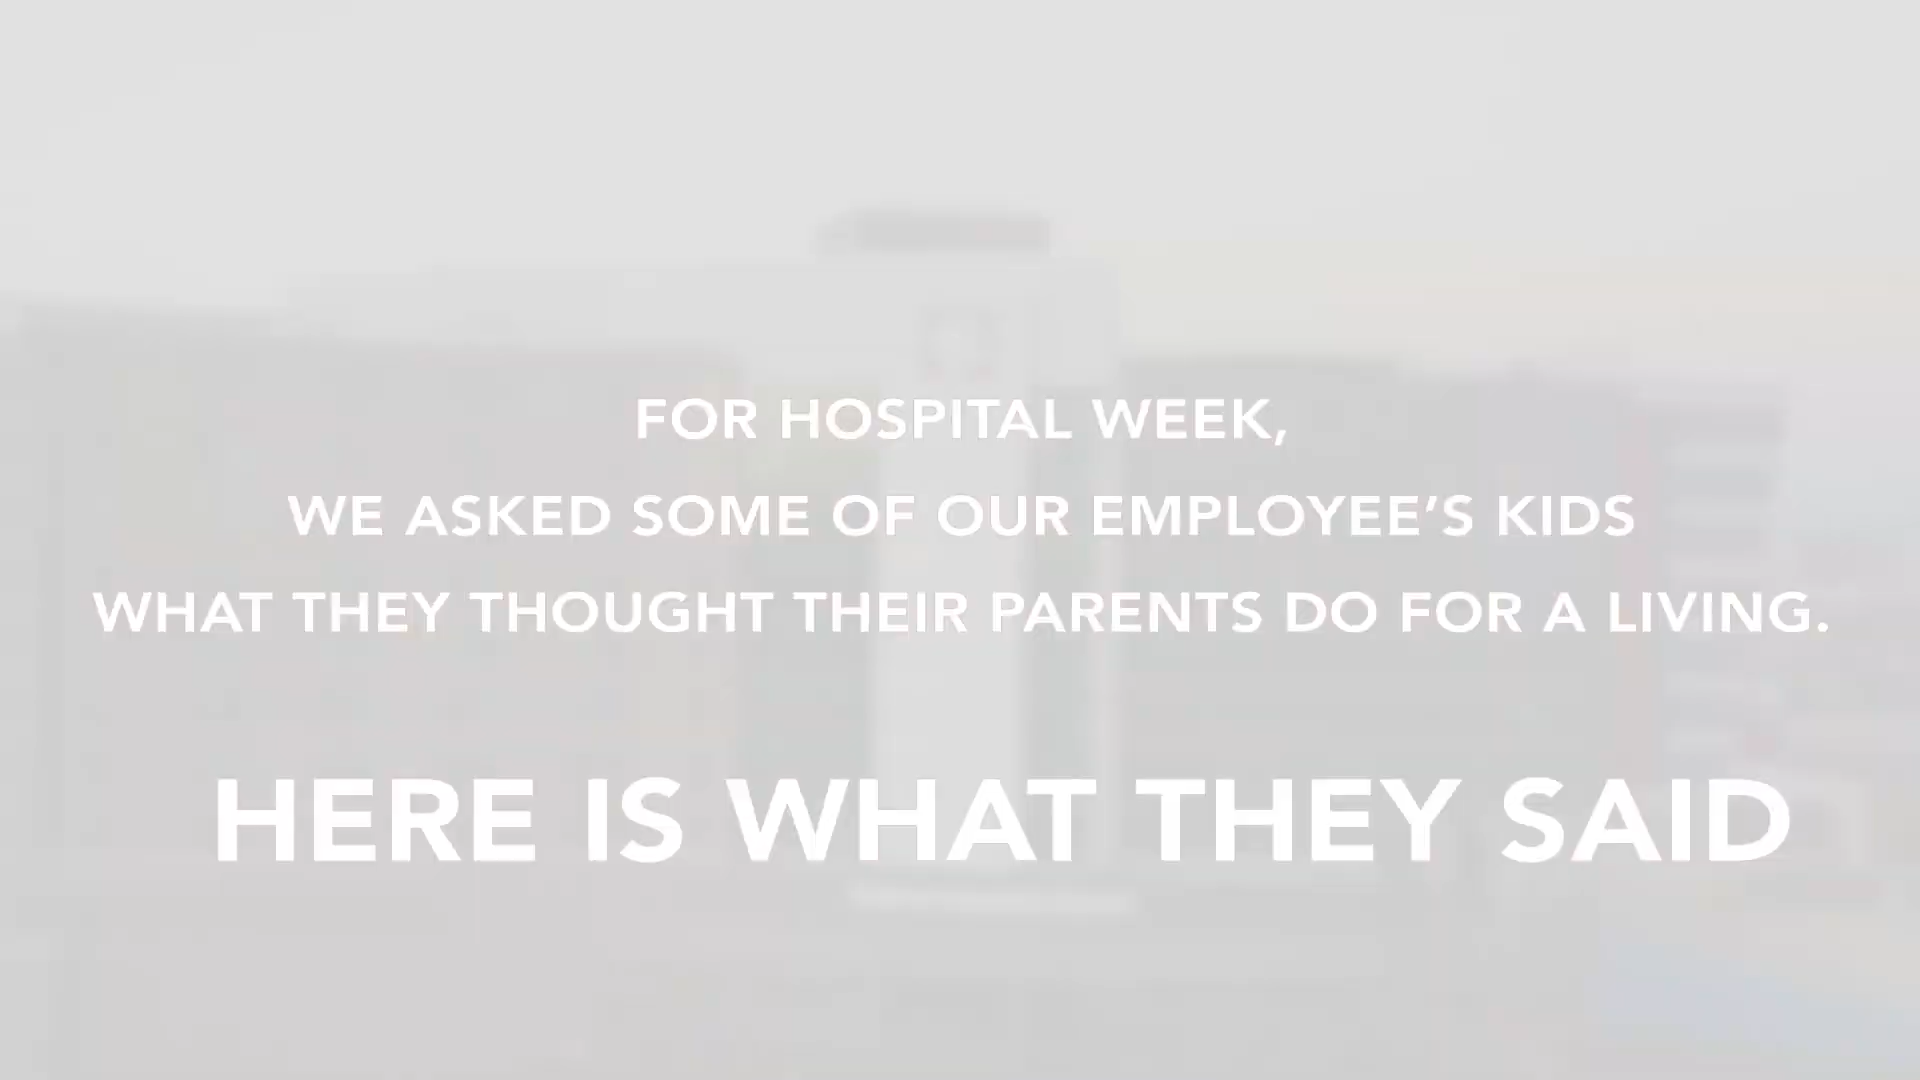 FOR HOSPITAL WEEK,
WE ASKED SOME OF OUR EMPLOYEE’S KIDS
WHAT THEY THOUGHT THEIR PARENTS DO FOR A LIVING.
HERE IS WHAT THEY SAID